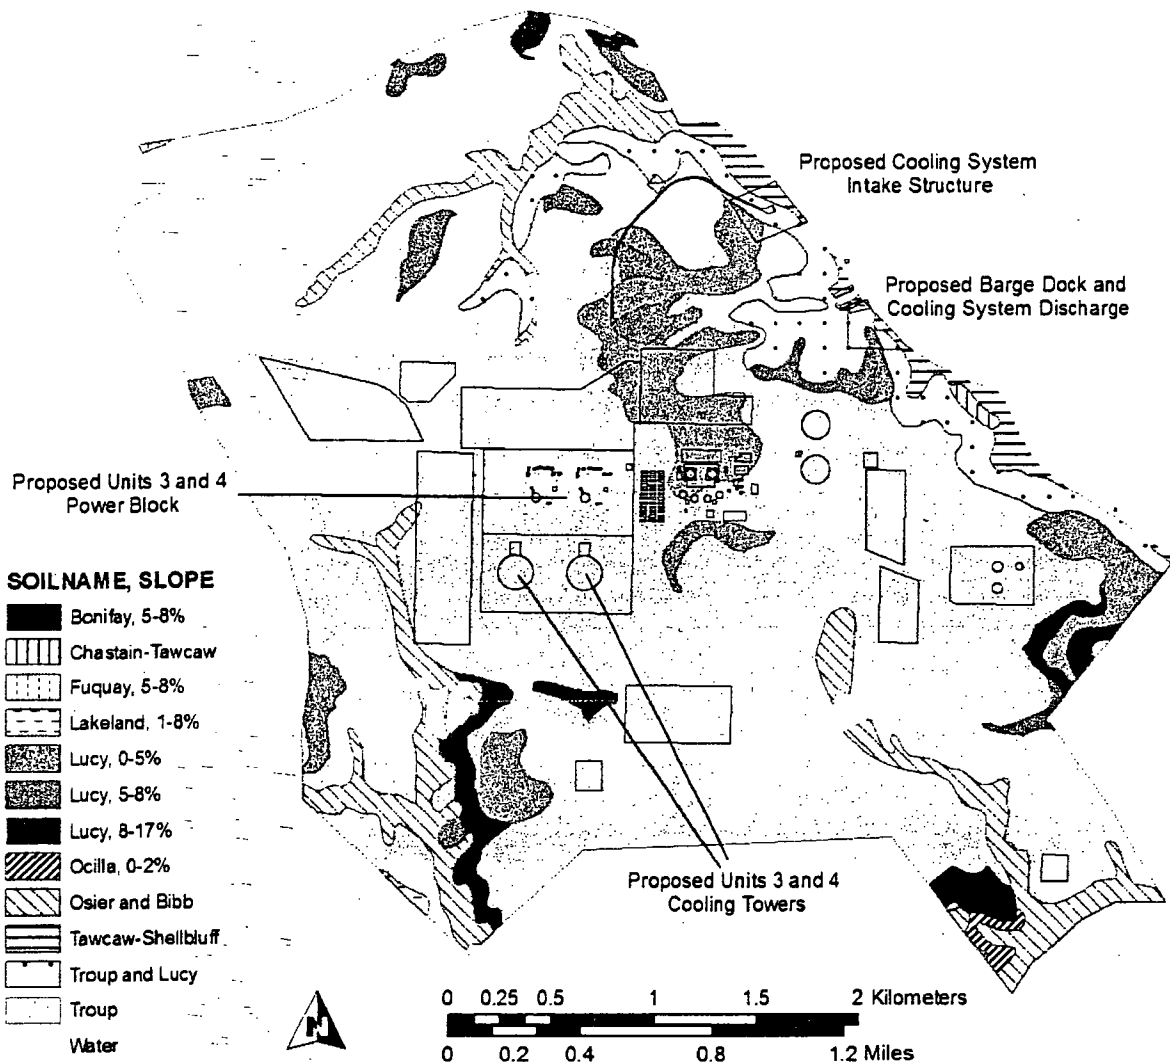 Proposed Cooling System
Intake Structure
Proposed Barge Dock and
Cooling System Discharge
Proposed Units 3 and 4
Power Block
SOILNAME, SLOPE
Bonifay, 5-8%
Chastain-Tawcaw
Fuquay, 5-8%
Lakeland, 1-8%
Lucy, 0-5%
Lucy, 5-8%
Lucy, 8-17%
Ocilla, 0-2%
Osier and Bibb
Tawcaw-Shellbluff
Troup and Lucy
Troup
Water
Proposed Units 3 and 4
Cooling Towers
N
0 0.25 0.5 1 1.5 2 Kilometers
0 0.2 0.4 0.8 1.2 Miles